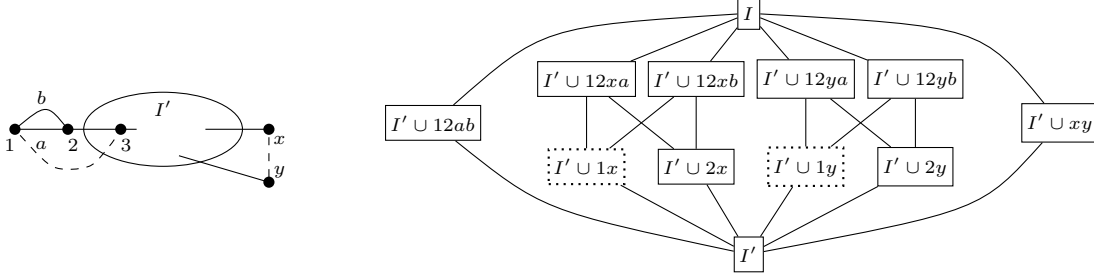 b
I′
1
a
2
3
x
y
I
I′ ∪ 12xa
I′ ∪ 12xb
I′ ∪ 12ya
I′ ∪ 12yb
I′ ∪ 12ab
I′ ∪ xy
I′ ∪ 1x
I′ ∪ 2x
I′ ∪ 1y
I′ ∪ 2y
I′